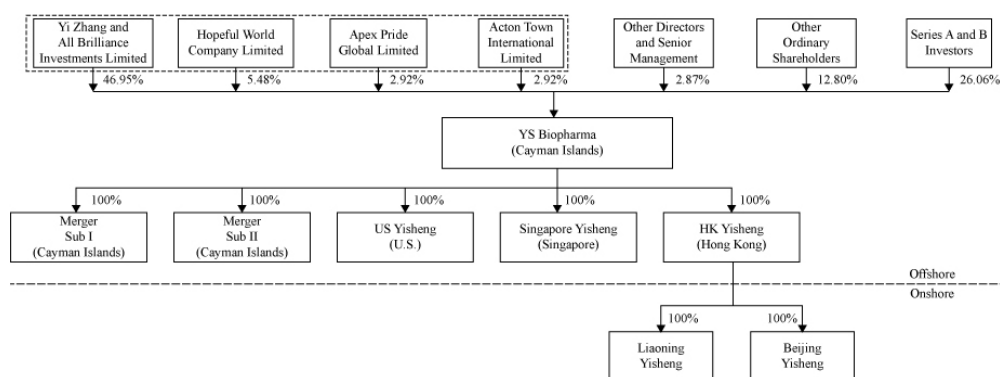 Yi Zhang and
All Brilliance
Investments Limited
Hopeful World
Company Limited
Apex Pride
Global Limited
Acton Town
International
Limited
Other Directors
and Senior
Management
Other
Ordinary
Shareholders
Series A and B
Investors
46.95%
5.48%
2.92%
2.92%
2.87%
12.80%
26.06%
YS Biopharma
(Cayman Islands)
100%
100%
100%
100%
100%
Merger
Sub I
(Cayman Islands)
Merger
Sub II
(Cayman Islands)
US Yisheng
(U.S.)
Singapore Yisheng
(Singapore)
HK Yisheng
(Hong Kong)
Offshore
Onshore
100%
100%
Liaoning
Yisheng
Beijing
Yisheng